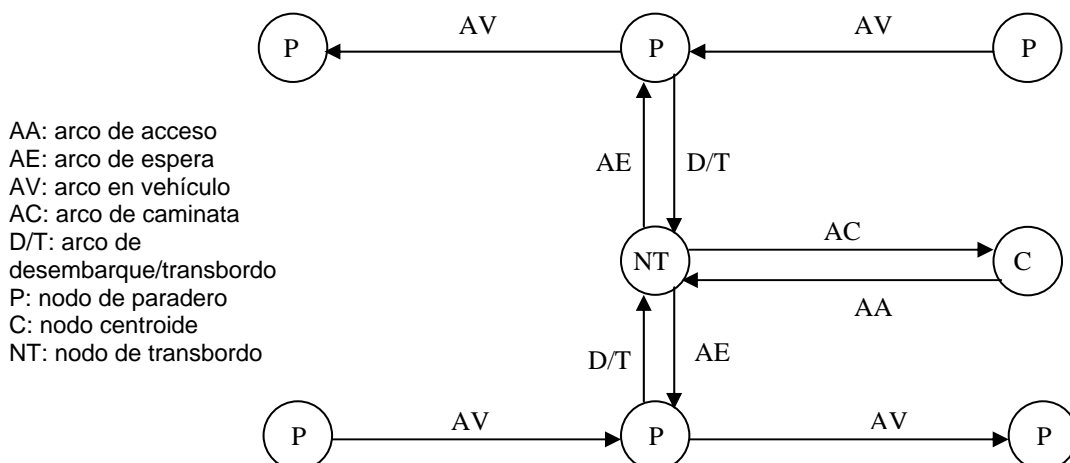 AV
AV
P
P
P
AA: arco de acceso
AE: arco de espera
AV: arco en vehículo
AC: arco de caminata
D/T: arco de
desembarque/transbordo
P: nodo de paradero
C: nodo centroide
NT: nodo de transbordo
AE
D/T
AC
NT
C
AA
D/T
AE
AV
AV
P
P
P